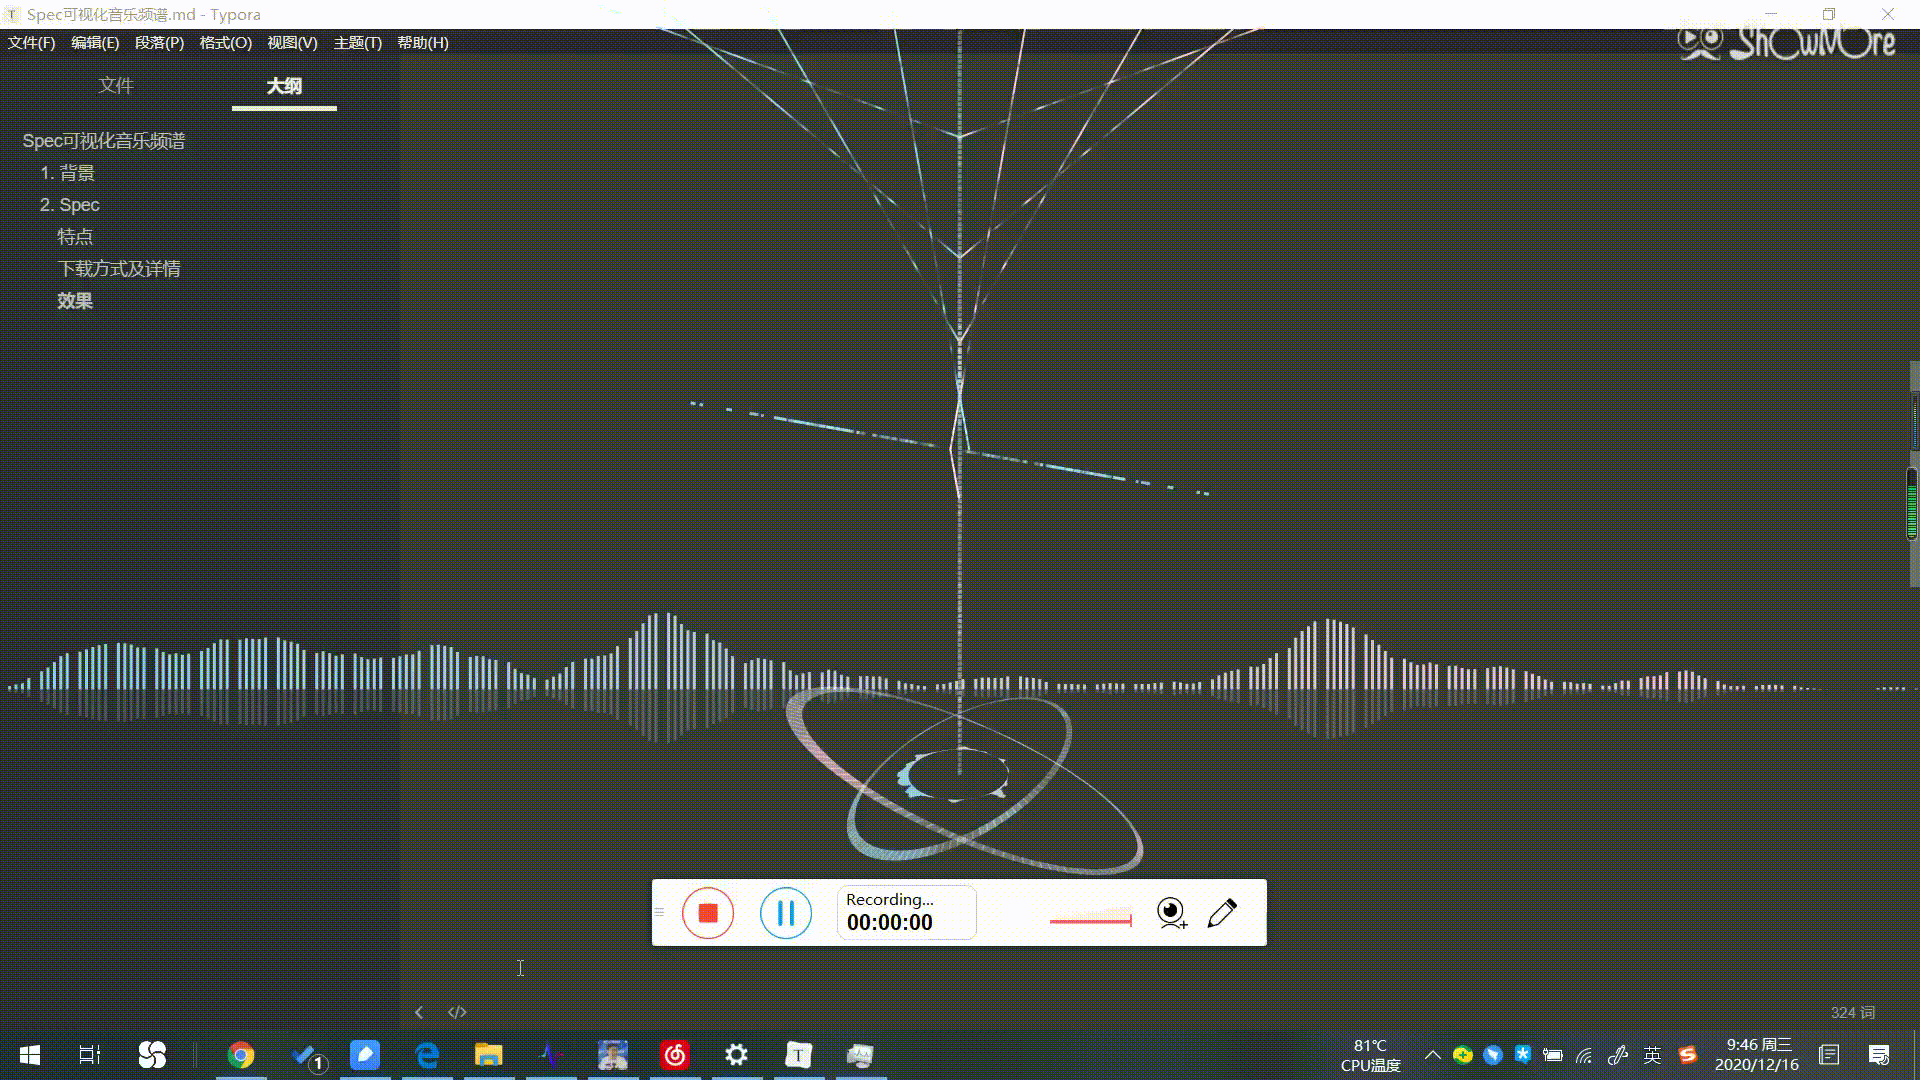 Spec可视化音乐频谱.md - Typora
文件(F) 编辑(E) 段落(P) 格式(O) 视图(V) 主题(T) 帮助(H)
ShowMore
文件 大纲
Spec可视化音乐频谱
1. 背景
2. Spec
特点
下载方式及详情
效果
Recording...
00:00:00
324 词
81℃
CPU温度
英
9:46 周三
2020/12/16
1
T